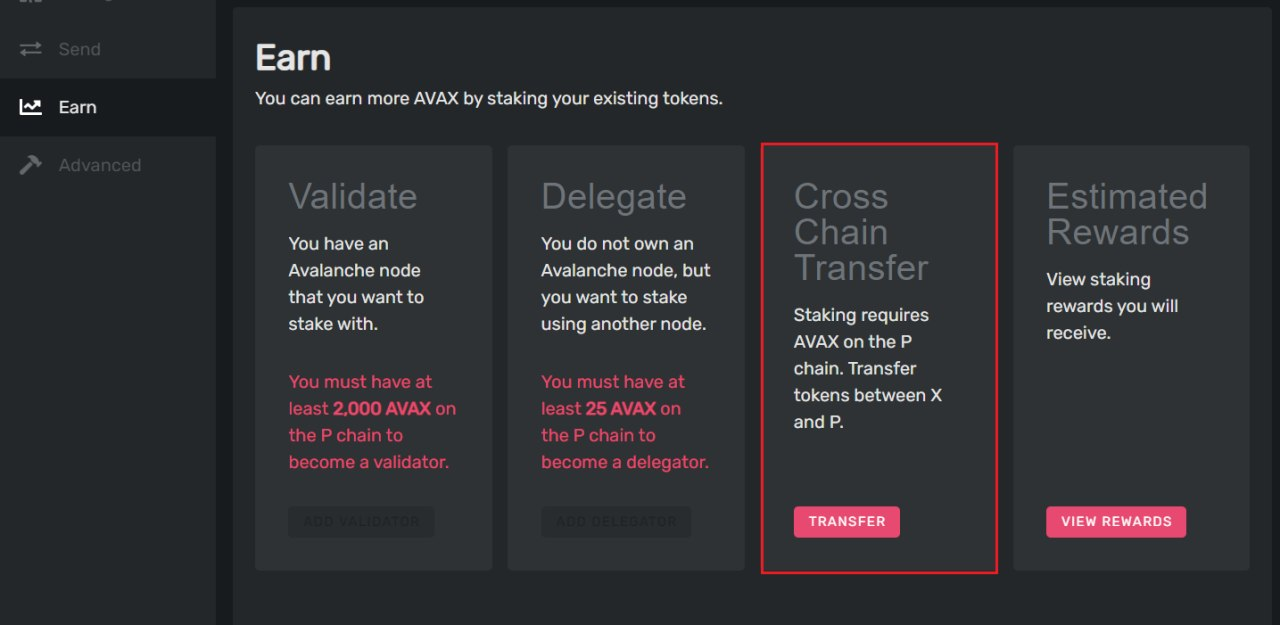 Send
Earn
Advanced
Earn
You can earn more AVAX by staking your existing tokens.
Validate
You have an
Avalanche node
that you want to
stake with.
You must have at
least 2,000 AVAX on
the P chain to
become a validator.
ADD VALIDATOR
Delegate
You do not own an
Avalanche node, but
you want to stake
using another node.
You must have at
least 25 AVAX on
the P chain to
become a delegator.
ADD DELEGATOR
Cross
Chain
Transfer
Staking requires
AVAX on the P
chain. Transfer
tokens between X
and P.
TRANSFER
Estimated
Rewards
View staking
rewards you will
receive.
VIEW REWARDS